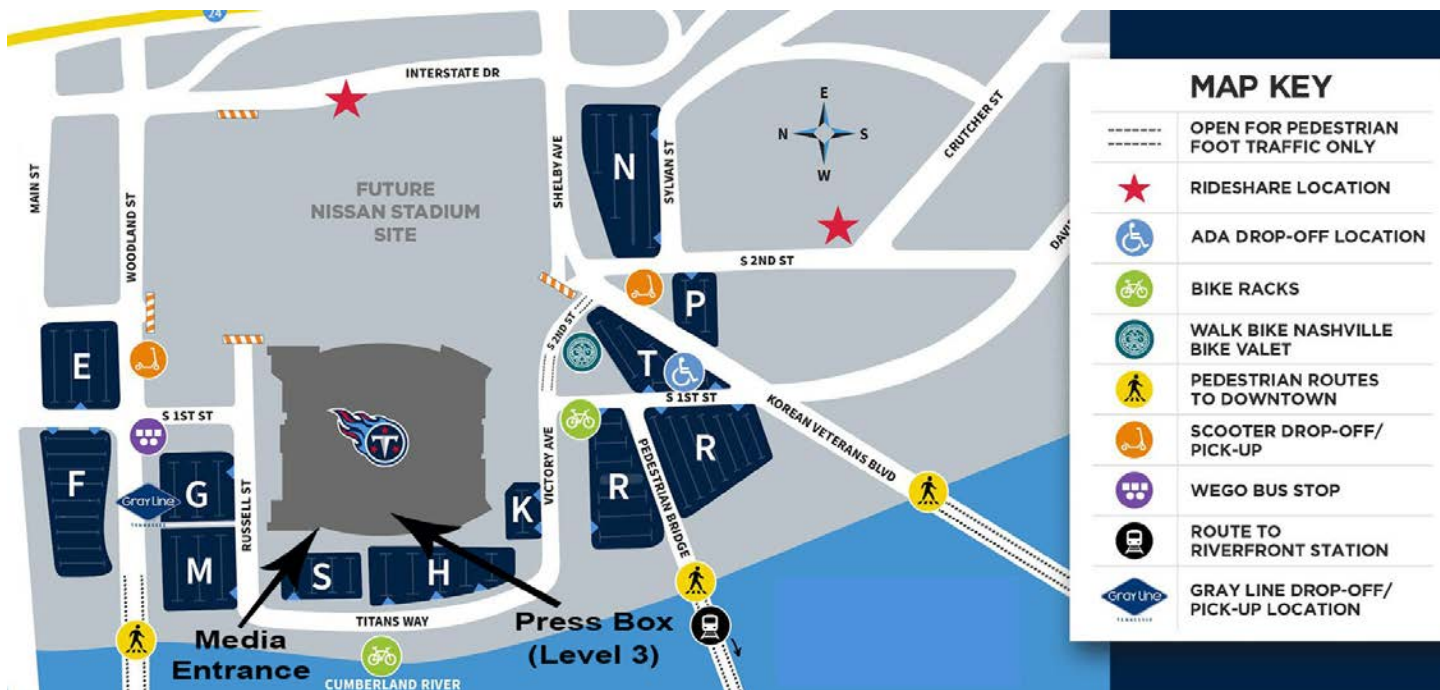 24
INTERSTATE DR
MAIN ST
WOODLAND ST
FUTURE
NISSAN STADIUM
SITE
SHELBY AVE
N
SYLVAN ST
E
N
S
W
CRUTCHER ST
S 2ND ST
P
S 2ND ST
T
E
S 1ST ST
T
S 1ST ST
KOREAN VETERANS BLVD
F
Gray Line
TENNESSEE
G
RUSSELL ST
K
VICTORY AVE
R
PEDESTRIAN BRIDGE
R
M
S
H
TITANS WAY
Media
Entrance
Press Box
(Level 3)
CUMBERLAND RIVER
MAP KEY
OPEN FOR PEDESTRIAN
FOOT TRAFFIC ONLY
RIDESHARE LOCATION
ADA DROP-OFF LOCATION
BIKE RACKS
WALK BIKE NASHVILLE
BIKE VALET
PEDESTRIAN ROUTES
TO DOWNTOWN
SCOOTER DROP-OFF/
PICK-UP
WEGO BUS STOP
ROUTE TO
RIVERFRONT STATION
Gray Line
TENNESSEE
GRAY LINE DROP-OFF/
PICK-UP LOCATION